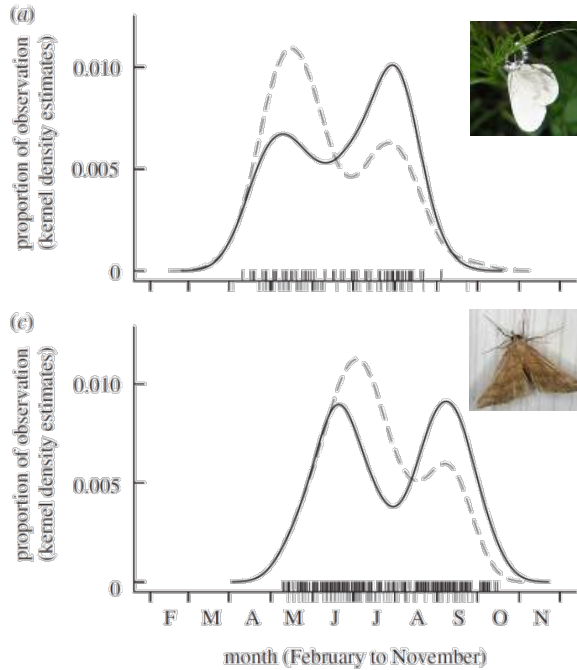 (a)
proportion of observation
(kernel density estimates)
0.010
0.005
0
(c)
proportion of observation
(kernel density estimates)
0.010
0.005
0
F M A M J J A S O N
month (February to November)